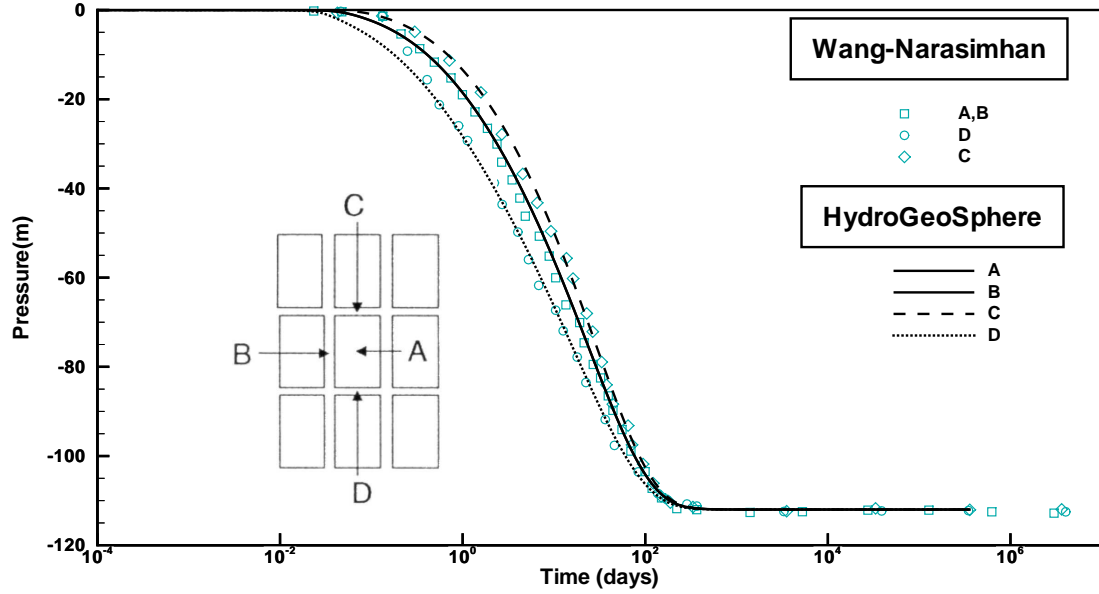 0
-20
-40
-60
-80
-100
-120
Pressure(m)
10-4
10-2
100
102
104
106
Time (days)
Wang-Narasimhan
A,B
D
C
HydroGeoSphere
A
B
C
D
C
B
A
D